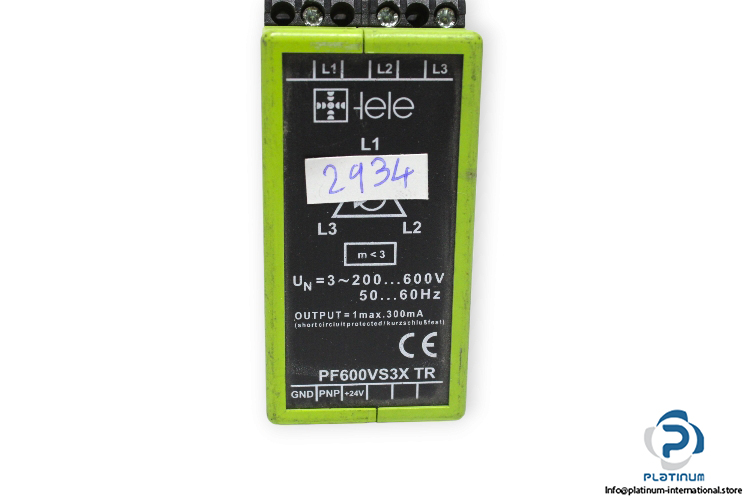 L1 L2 L3
tele
L1
2934
L3 L2
m < 3
UN = 3 ~ 200...600V
50...60Hz
OUTPUT = 1 max. 300mA
(short circiuit protected / kurzschlußfest)
CE
PF600VS3X TR
GND PNP +24V
PLATINUM
Info@platinum-international.store